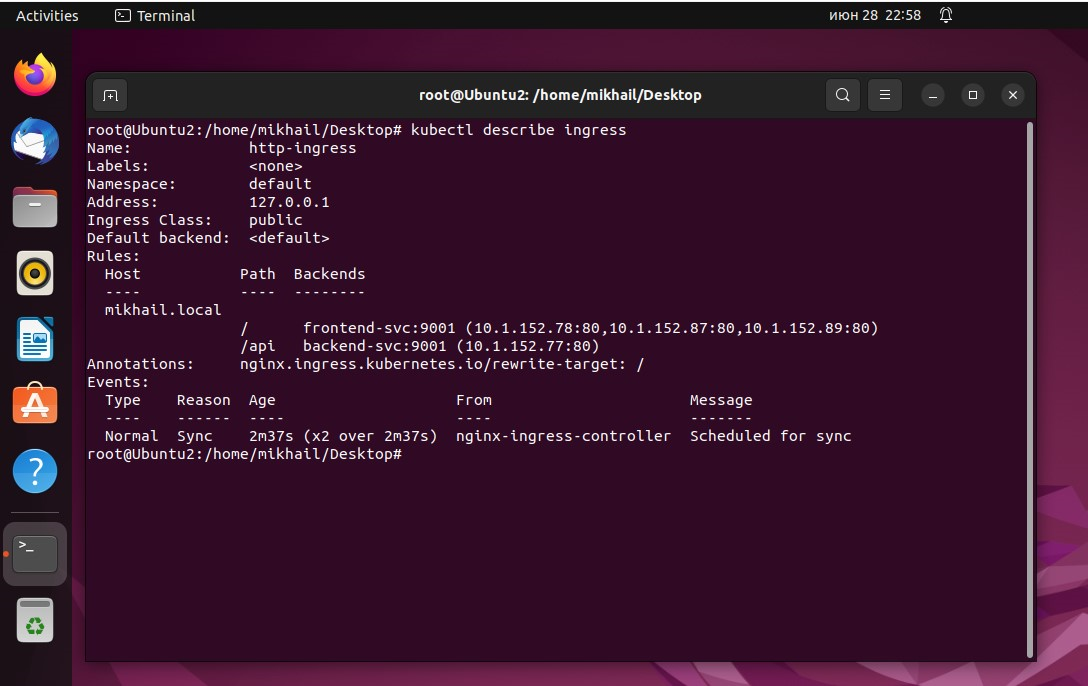 Activities Terminal июн 28 22:58
root@Ubuntu2: /home/mikhail/Desktop
root@Ubuntu2:/home/mikhail/Desktop# kubectl describe ingress
Name:             http-ingress
Labels:           <none>
Namespace:        default
Address:          127.0.0.1
Ingress Class:    public
Default backend:  <default>
Rules:
  Host           Path  Backends
  ----           ----  --------
  mikhail.local
                 /      frontend-svc:9001 (10.1.152.78:80,10.1.152.87:80,10.1.152.89:80)
                 /api   backend-svc:9001 (10.1.152.77:80)
Annotations:     nginx.ingress.kubernetes.io/rewrite-target: /
Events:
  Type    Reason  Age                    From                      Message
  ----    ------  ----                   ----                      -------
  Normal  Sync    2m37s (x2 over 2m37s)  nginx-ingress-controller  Scheduled for sync
root@Ubuntu2:/home/mikhail/Desktop#